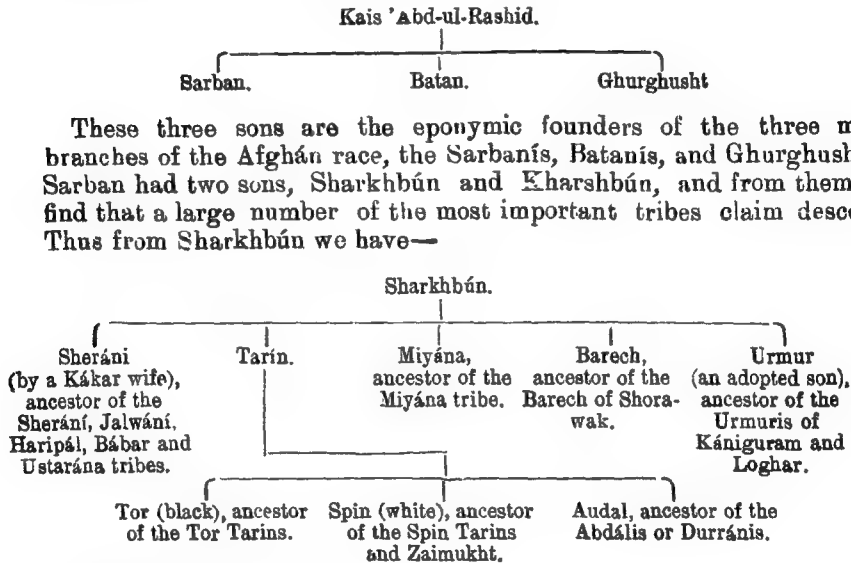 Kais 'Abd-ul-Rashid.
Sarban. Batan. Ghurghusht
These three sons are the eponymic founders of the three
branches of the Afghán race, the Sarbanís, Batanís, and
Sarban had two sons, Sharkhbún and Kharshbún, and from them
find that a large number of the most important tribes claim
Thus from Sharkhbún we have—
Sharkhbún.
Sheráni Tarín. Miyána, Barech, Urmur
(by a Kákar wife), ancestor of the ancestor of the (an adopted son),
ancestor of the Miyána tribe. Barech of Shora- ancestor of the
Sherání, Jalwání, wak. Urmuris of
Haripál, Bábar and Kániguram and
Ustarána tribes. Loghar.
Tor (black), ancestor Spin (white), ancestor Audal, ancestor of the
of the Tor Tarins. of the Spin Tarins Abdális or Durránis.
and Zaimukht.